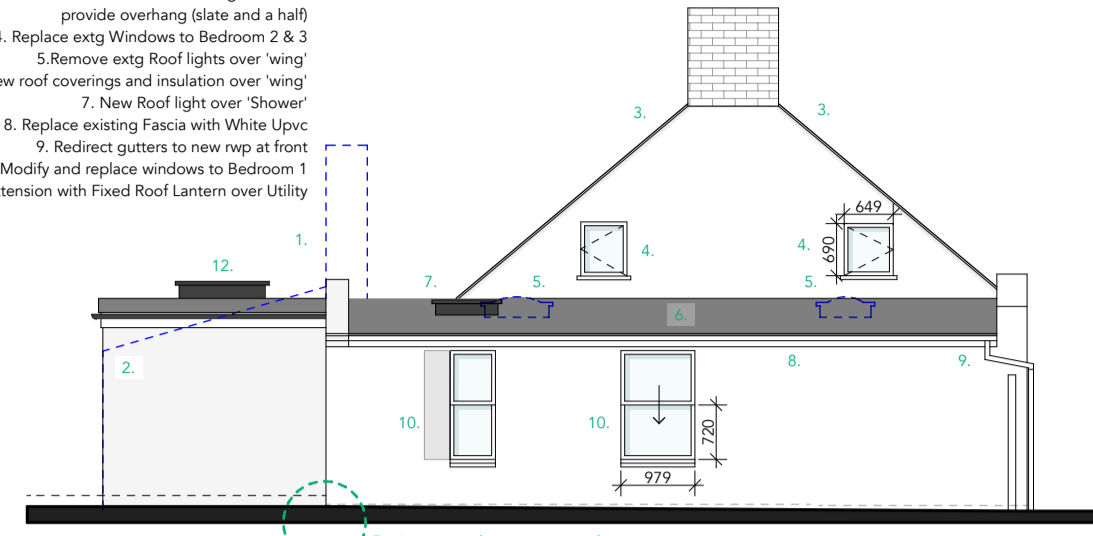 provide overhang (slate and a half)
4. Replace extg Windows to Bedroom 2 & 3
5.Remove extg Roof lights over 'wing'
roof coverings and insulation over 'wing'
7. New Roof light over 'Shower'
8. Replace existing Fascia with White Upvc
9. Redirect gutters to new rwp at front
Modify and replace windows to Bedroom 1
with Fixed Roof Lantern over Utility
3.
3.
649
690
1.
4.
4.
12.
7.
5.
5.
6.
2.
8.
9.
10.
10.
720
979